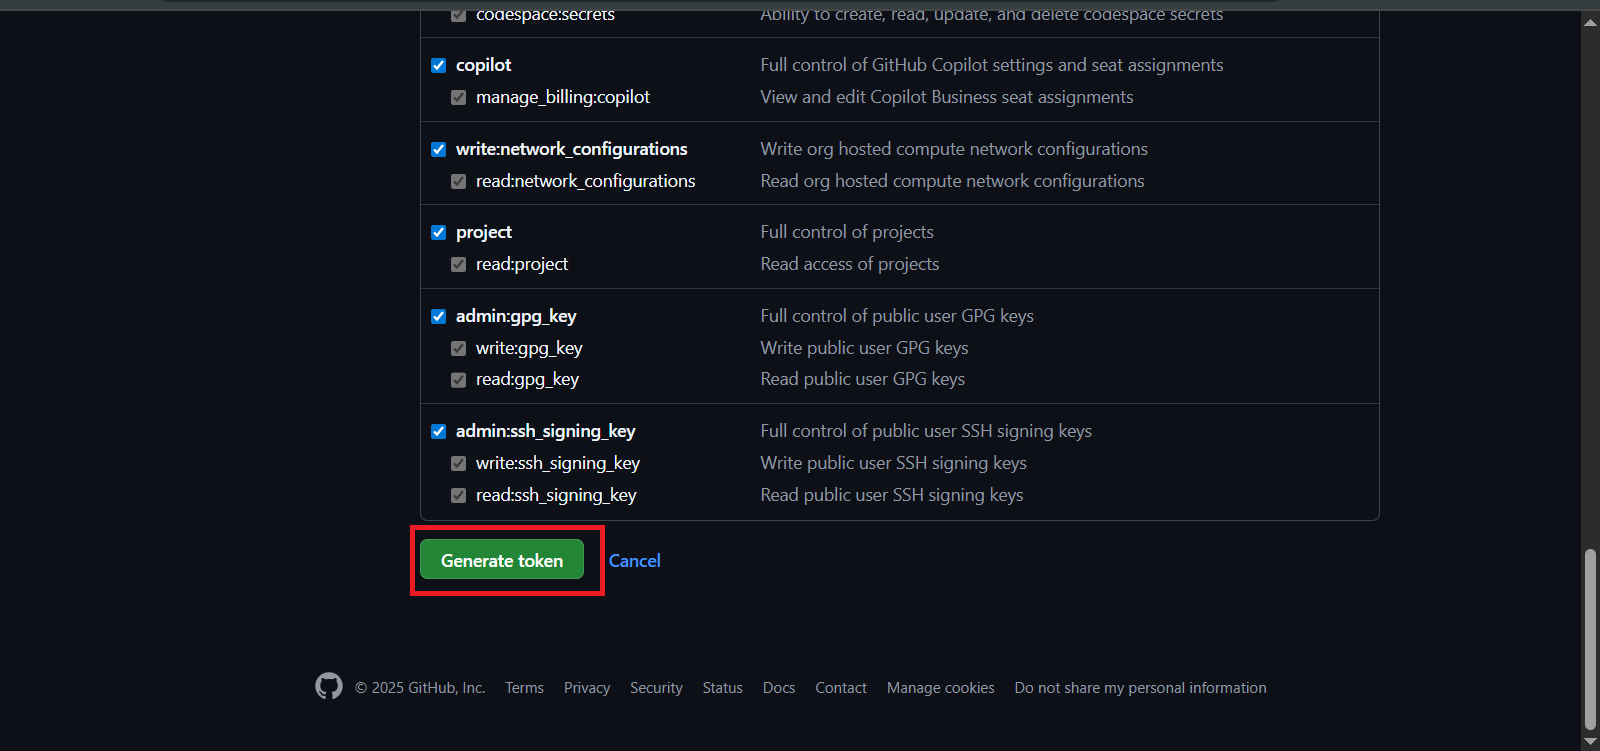 codespace:secrets Ability to create, read, update, and delete codespace secrets
copilot Full control of GitHub Copilot settings and seat assignments
manage_billing:copilot View and edit Copilot Business seat assignments
write:network_configurations Write org hosted compute network configurations
read:network_configurations Read org hosted compute network configurations
project Full control of projects
read:project Read access of projects
admin:gpg_key Full control of public user GPG keys
write:gpg_key Write public user GPG keys
read:gpg_key Read public user GPG keys
admin:ssh_signing_key Full control of public user SSH signing keys
write:ssh_signing_key Write public user SSH signing keys
read:ssh_signing_key Read public user SSH signing keys
Generate token Cancel
© 2025 GitHub, Inc. Terms Privacy Security Status Docs Contact Manage cookies Do not share my personal information